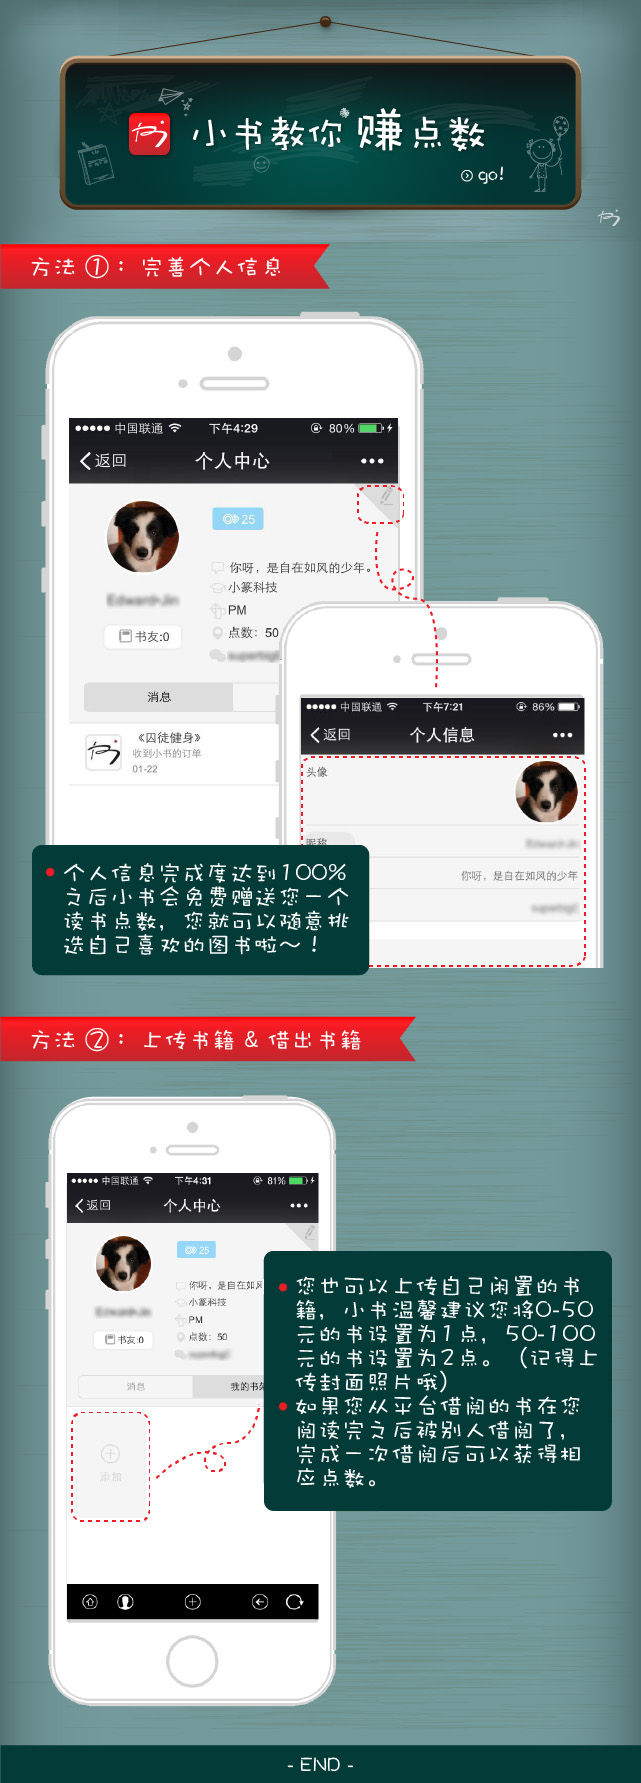 书
小书教你赚点数
go!
书
方法①：完善个人信息
中国联通 下午4:29 80%
返回 个人中心 •••
25
你呀，是自在如风的少年。
小篆科技
PM
书友:0
点数：50
消息
《囚徒健身》
收到小书的订单
01-22
中国联通 下午7:21 86%
返回 个人信息 •••
头像
昵称
你呀，是自在如风的少年
个人信息完成度达到100%
之后小书会免费赠送您一个
读书点数，您就可以随意挑
选自己喜欢的图书啦～！
方法②：上传书籍 & 借出书籍
中国联通 下午4:31 81%
返回 个人中心 •••
25
你呀，是自在如风
小篆科技
PM
书友:0
点数：50
消息 我的书架
添加
您也可以上传自己闲置的书
籍，小书温馨建议您将0-50
元的书设置为1点，50-100
元的书设置为2点。（记得上
传封面照片哦)
如果您从平台借阅的书在您
阅读完之后被别人借阅了，
完成一次借阅后可以获得相
应点数。
- END -